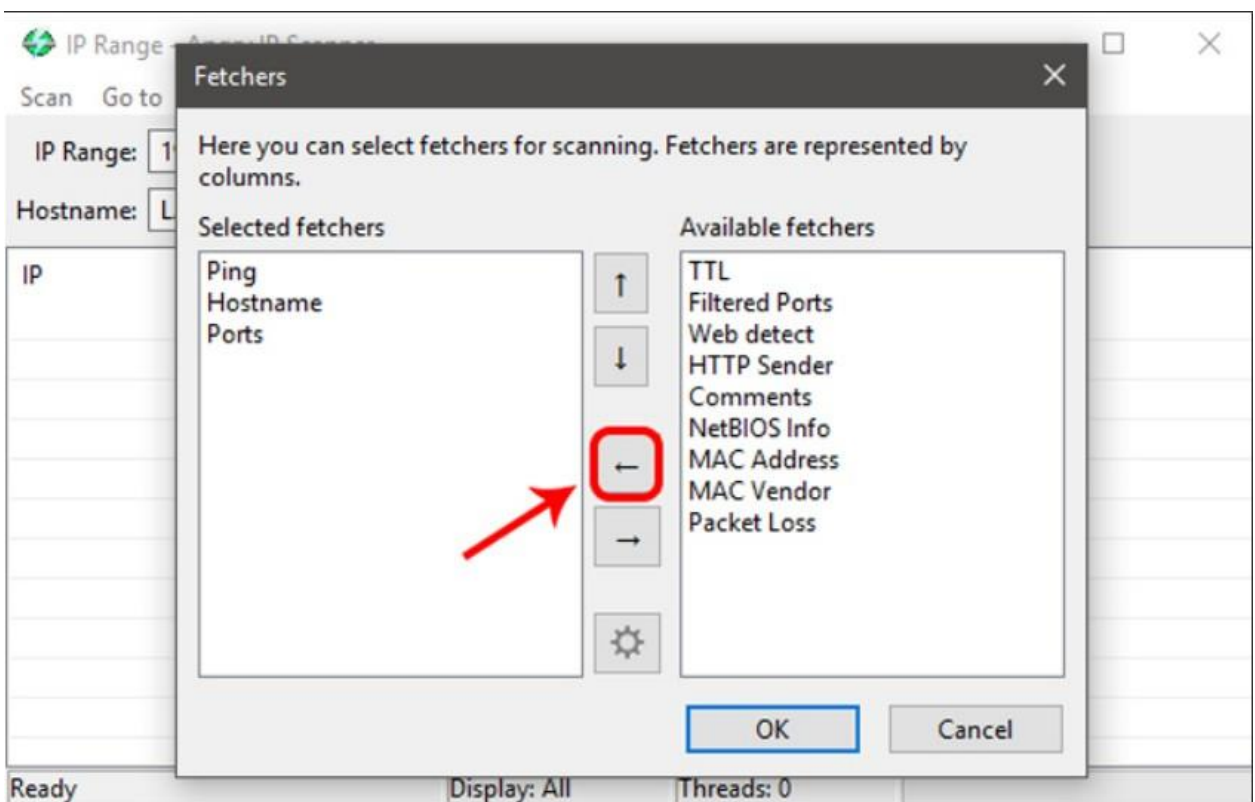 IP Range -
Fetchers
Scan Go to
Here you can select fetchers for scanning. Fetchers are represented by
columns.
IP Range: 1
Hostname: L
Selected fetchers
Available fetchers
IP
Ping
Hostname
Ports
↑
↓
←
→
TTL
Filtered Ports
Web detect
HTTP Sender
Comments
NetBIOS Info
MAC Address
MAC Vendor
Packet Loss
OK Cancel
Ready Display: All Threads: 0